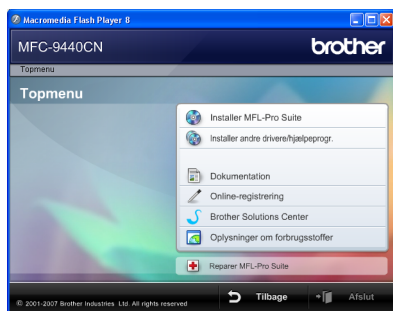 Macromedia Flash Player 8
MFC-9440CN
brother
Topmenu
Topmenu
Installer MFL-Pro Suite
Installer andre drivere/hjælpeprogr.
Dokumentation
Online-registrering
Brother Solutions Center
Oplysninger om forbrugsstoffer
Reparer MFL-Pro Suite
© 2001-2007 Brother Industries Ltd. All rights reserved
Tilbage
Afslut